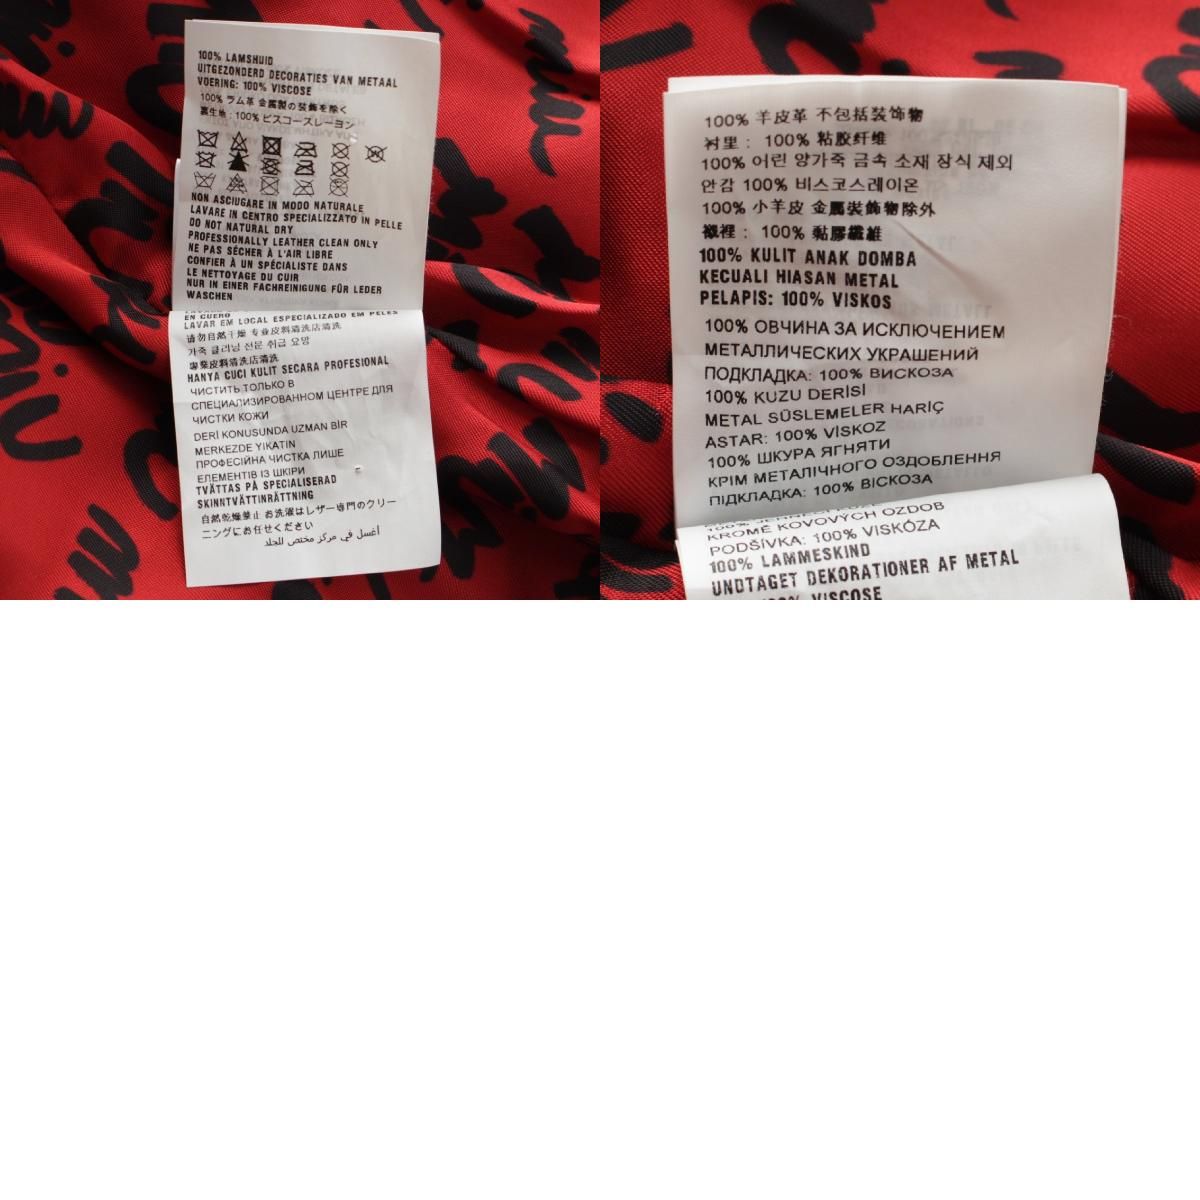 100% LAMSHUID
UITGEZONDERD DECORATIES VAN METAAL
VOERING: 100% VISCOSE
100% ラム革 金属製の装飾を除く
裏生地：100% ビスコースレーヨン
NON ASCIUGARE IN MODO NATURALE
LAVARE IN CENTRO SPECIALIZZATO IN PELLE
DO NOT NATURAL DRY
PROFESSIONALLY LEATHER CLEAN ONLY
NE PAS SÉCHER À L'AIR LIBRE
CONFIER À UN SPÉCIALISTE DANS
LE NETTOYAGE DU CUIR
NUR IN EINER FACHREINIGUNG FÜR LEDER
WASCHEN
EN CUERO
LAVAR EM LOCAL ESPECIALIZADO EM PELES
请勿自然干燥 专业皮料清洗店清洗
가죽 클리닝 전문 취급 요망
專業皮料清洗店清洗
HANYA CUCI KULIT SECARA PROFESIONAL
ЧИСТИТЬ ТОЛЬКО В
СПЕЦИАЛИЗИРОВАННОМ ЦЕНТРЕ ДЛЯ
ЧИСТКИ КОЖИ
DERİ KONUSUNDA UZMAN BİR
MERKEZDE YIKATIN
ПРОФЕСІЙНА ЧИСТКА ЛИШЕ
ЕЛЕМЕНТІВ ІЗ ШКІРИ
TVÄTTAS PÅ SPECIALISERAD
SKINNTVÄTTINRÄTTNING
自然乾燥禁止 お洗濯はレザー専門のクリー
ニングにお任せください
أغسل في مركز مختص للجلد
100% 羊皮革 不包括装饰物
衬里： 100% 粘胶纤维
100% 어린 양가죽 금속 소재 장식 제외
안감 100% 비스코스레이온
100% 小羊皮 金屬裝飾物除外
襯裡： 100% 黏膠纖維
100% KULIT ANAK DOMBA
KECUALI HIASAN METAL
PELAPIS: 100% VISKOS
100% ОВЧИНА ЗА ИСКЛЮЧЕНИЕМ
МЕТАЛЛИЧЕСКИХ УКРАШЕНИЙ
ПОДКЛАДКА: 100% ВИСКОЗА
100% KUZU DERİSİ
METAL SÜSLEMELER HARİÇ
ASTAR: 100% VİSKOZ
100% ШКУРА ЯГНЯТИ
КРІМ МЕТАЛІЧНОГО ОЗДОБЛЕННЯ
ПІДКЛАДКА: 100% ВІСКОЗА
KROMĚ KOVOVÝCH OZDOB
PODŠÍVKA: 100% VISKÓZA
100% LAMMESKIND
UNDTAGET DEKORATIONER AF METAL
100% VISCOSE